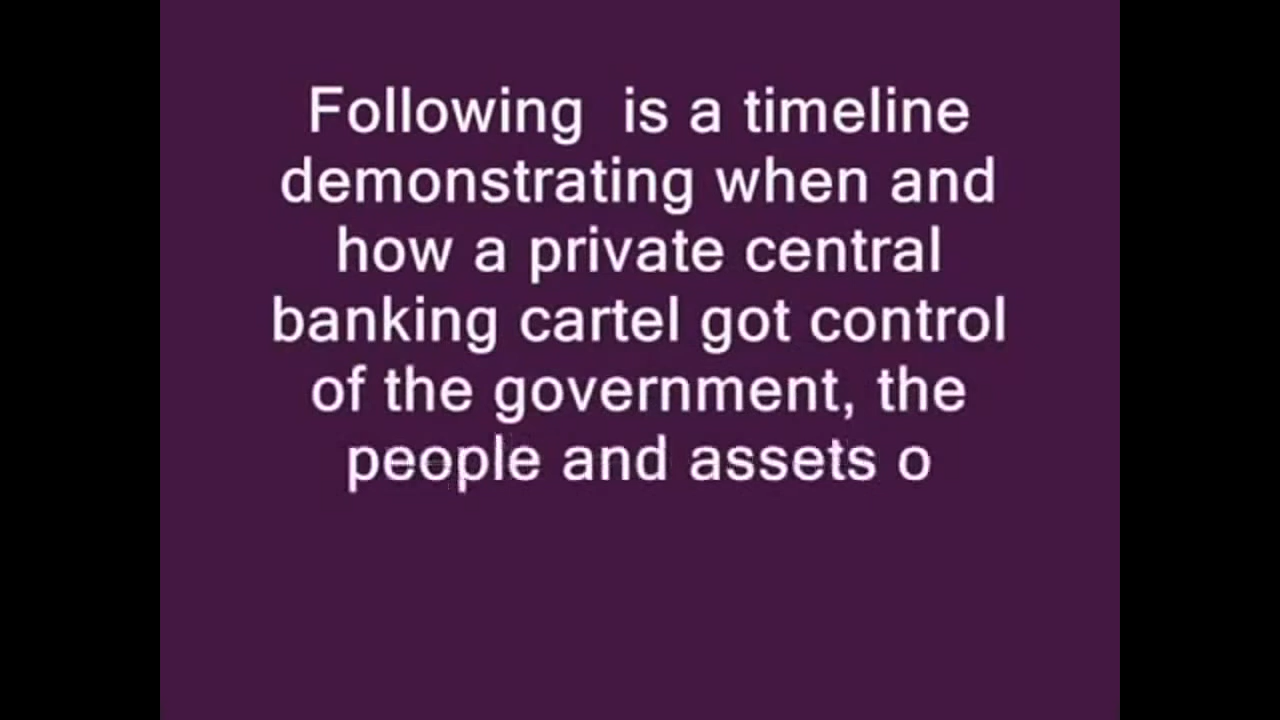 Following  is a timeline
demonstrating when and
how a private central
banking cartel got control
of the government, the
people and assets o